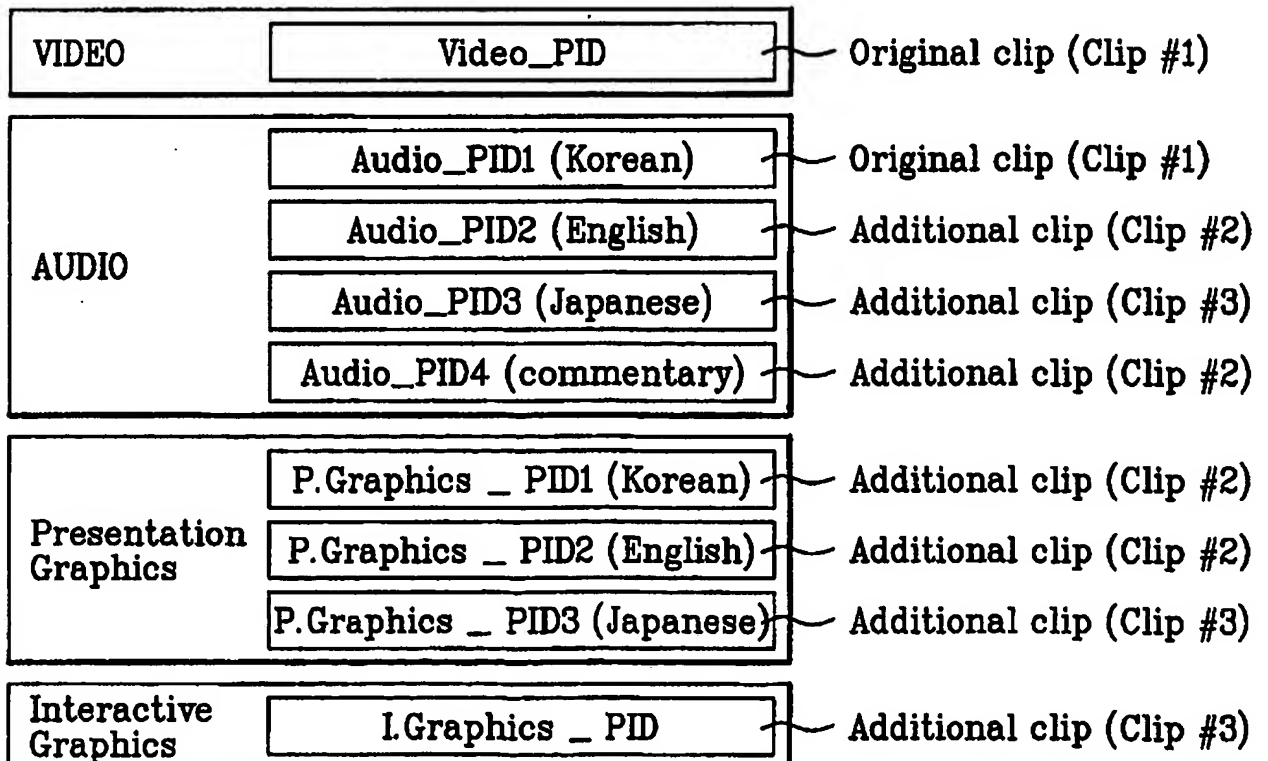 VIDEO Video_PID Original clip (Clip #1)
AUDIO
Audio_PID1 (Korean) Original clip (Clip #1)
Audio_PID2 (English) Additional clip (Clip #2)
Audio_PID3 (Japanese) Additional clip (Clip #3)
Audio_PID4 (commentary) Additional clip (Clip #2)
Presentation
Graphics
P.Graphics _ PID1 (Korean) Additional clip (Clip #2)
P.Graphics _ PID2 (English) Additional clip (Clip #2)
P.Graphics _ PID3 (Japanese) Additional clip (Clip #3)
Interactive
Graphics
I.Graphics _ PID Additional clip (Clip #3)